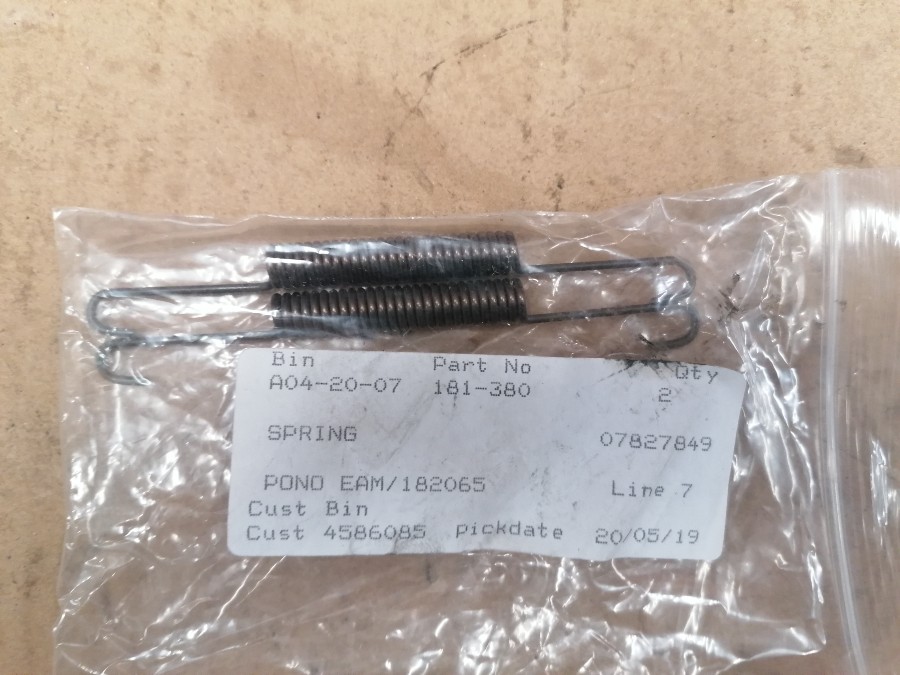 Bin Part No Qty
A04-20-07 181-380 2
SPRING 07827849
PONO EAM/182065 Line 7
Cust Bin
Cust 4586085 pickdate 20/05/19